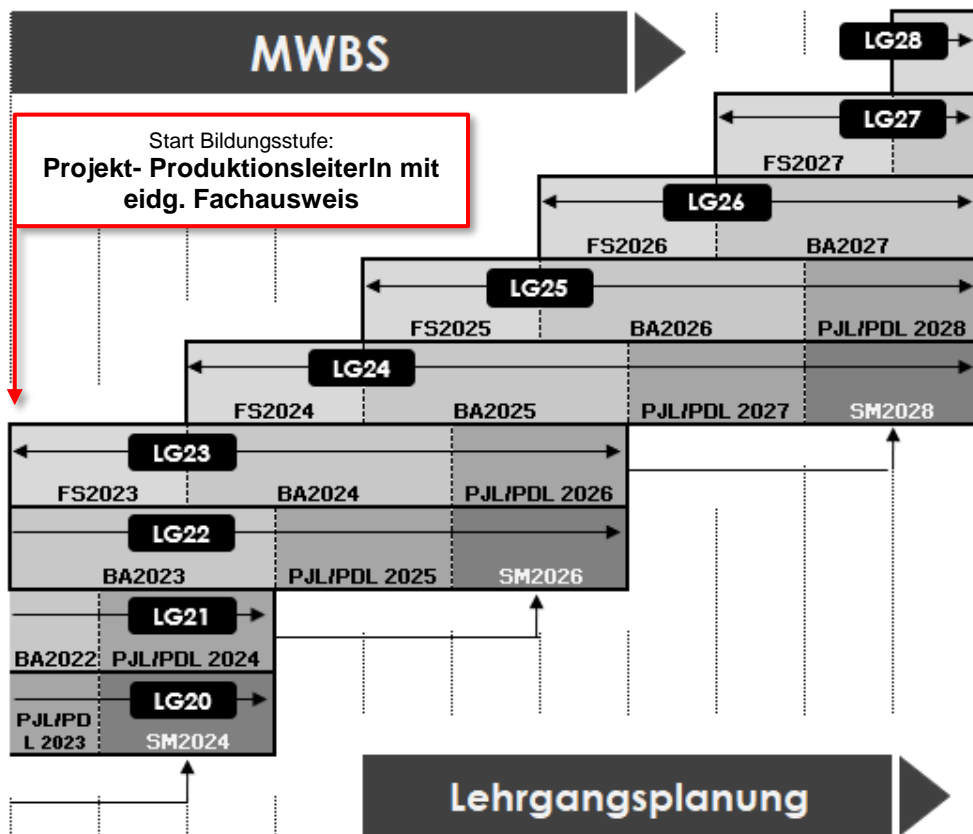 MWBS
LG28
LG27
FS2027
Start Bildungsstufe:
Projekt- ProduktionsleiterIn mit
eidg. Fachausweis
LG26
FS2026 BA2027
LG25
FS2025 BA2026 PJL/PDL 2028
LG24
FS2024 BA2025 PJL/PDL 2027 SM2028
LG23
FS2023 BA2024 PJL/PDL 2026
LG22
BA2023 PJL/PDL 2025 SM2026
LG21
BA2022 PJL/PDL 2024
LG20
PJL/PD
L 2023 SM2024
Lehrgangsplanung